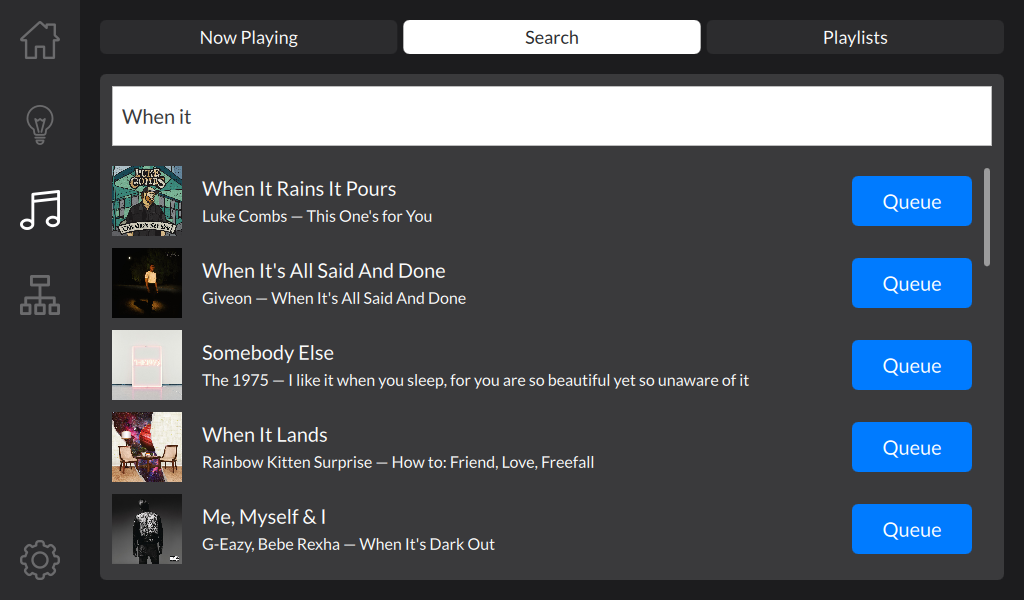 Now Playing
Search
Playlists
When it
LUKE
COMBS
When It Rains It Pours
Luke Combs — This One's for You
Queue
When It's All Said And Done
Giveon — When It's All Said And Done
Queue
Somebody Else
The 1975 — I like it when you sleep, for you are so beautiful yet so unaware of it
Queue
When It Lands
Rainbow Kitten Surprise — How to: Friend, Love, Freefall
Queue
Me, Myself & I
G-Eazy, Bebe Rexha — When It's Dark Out
Queue